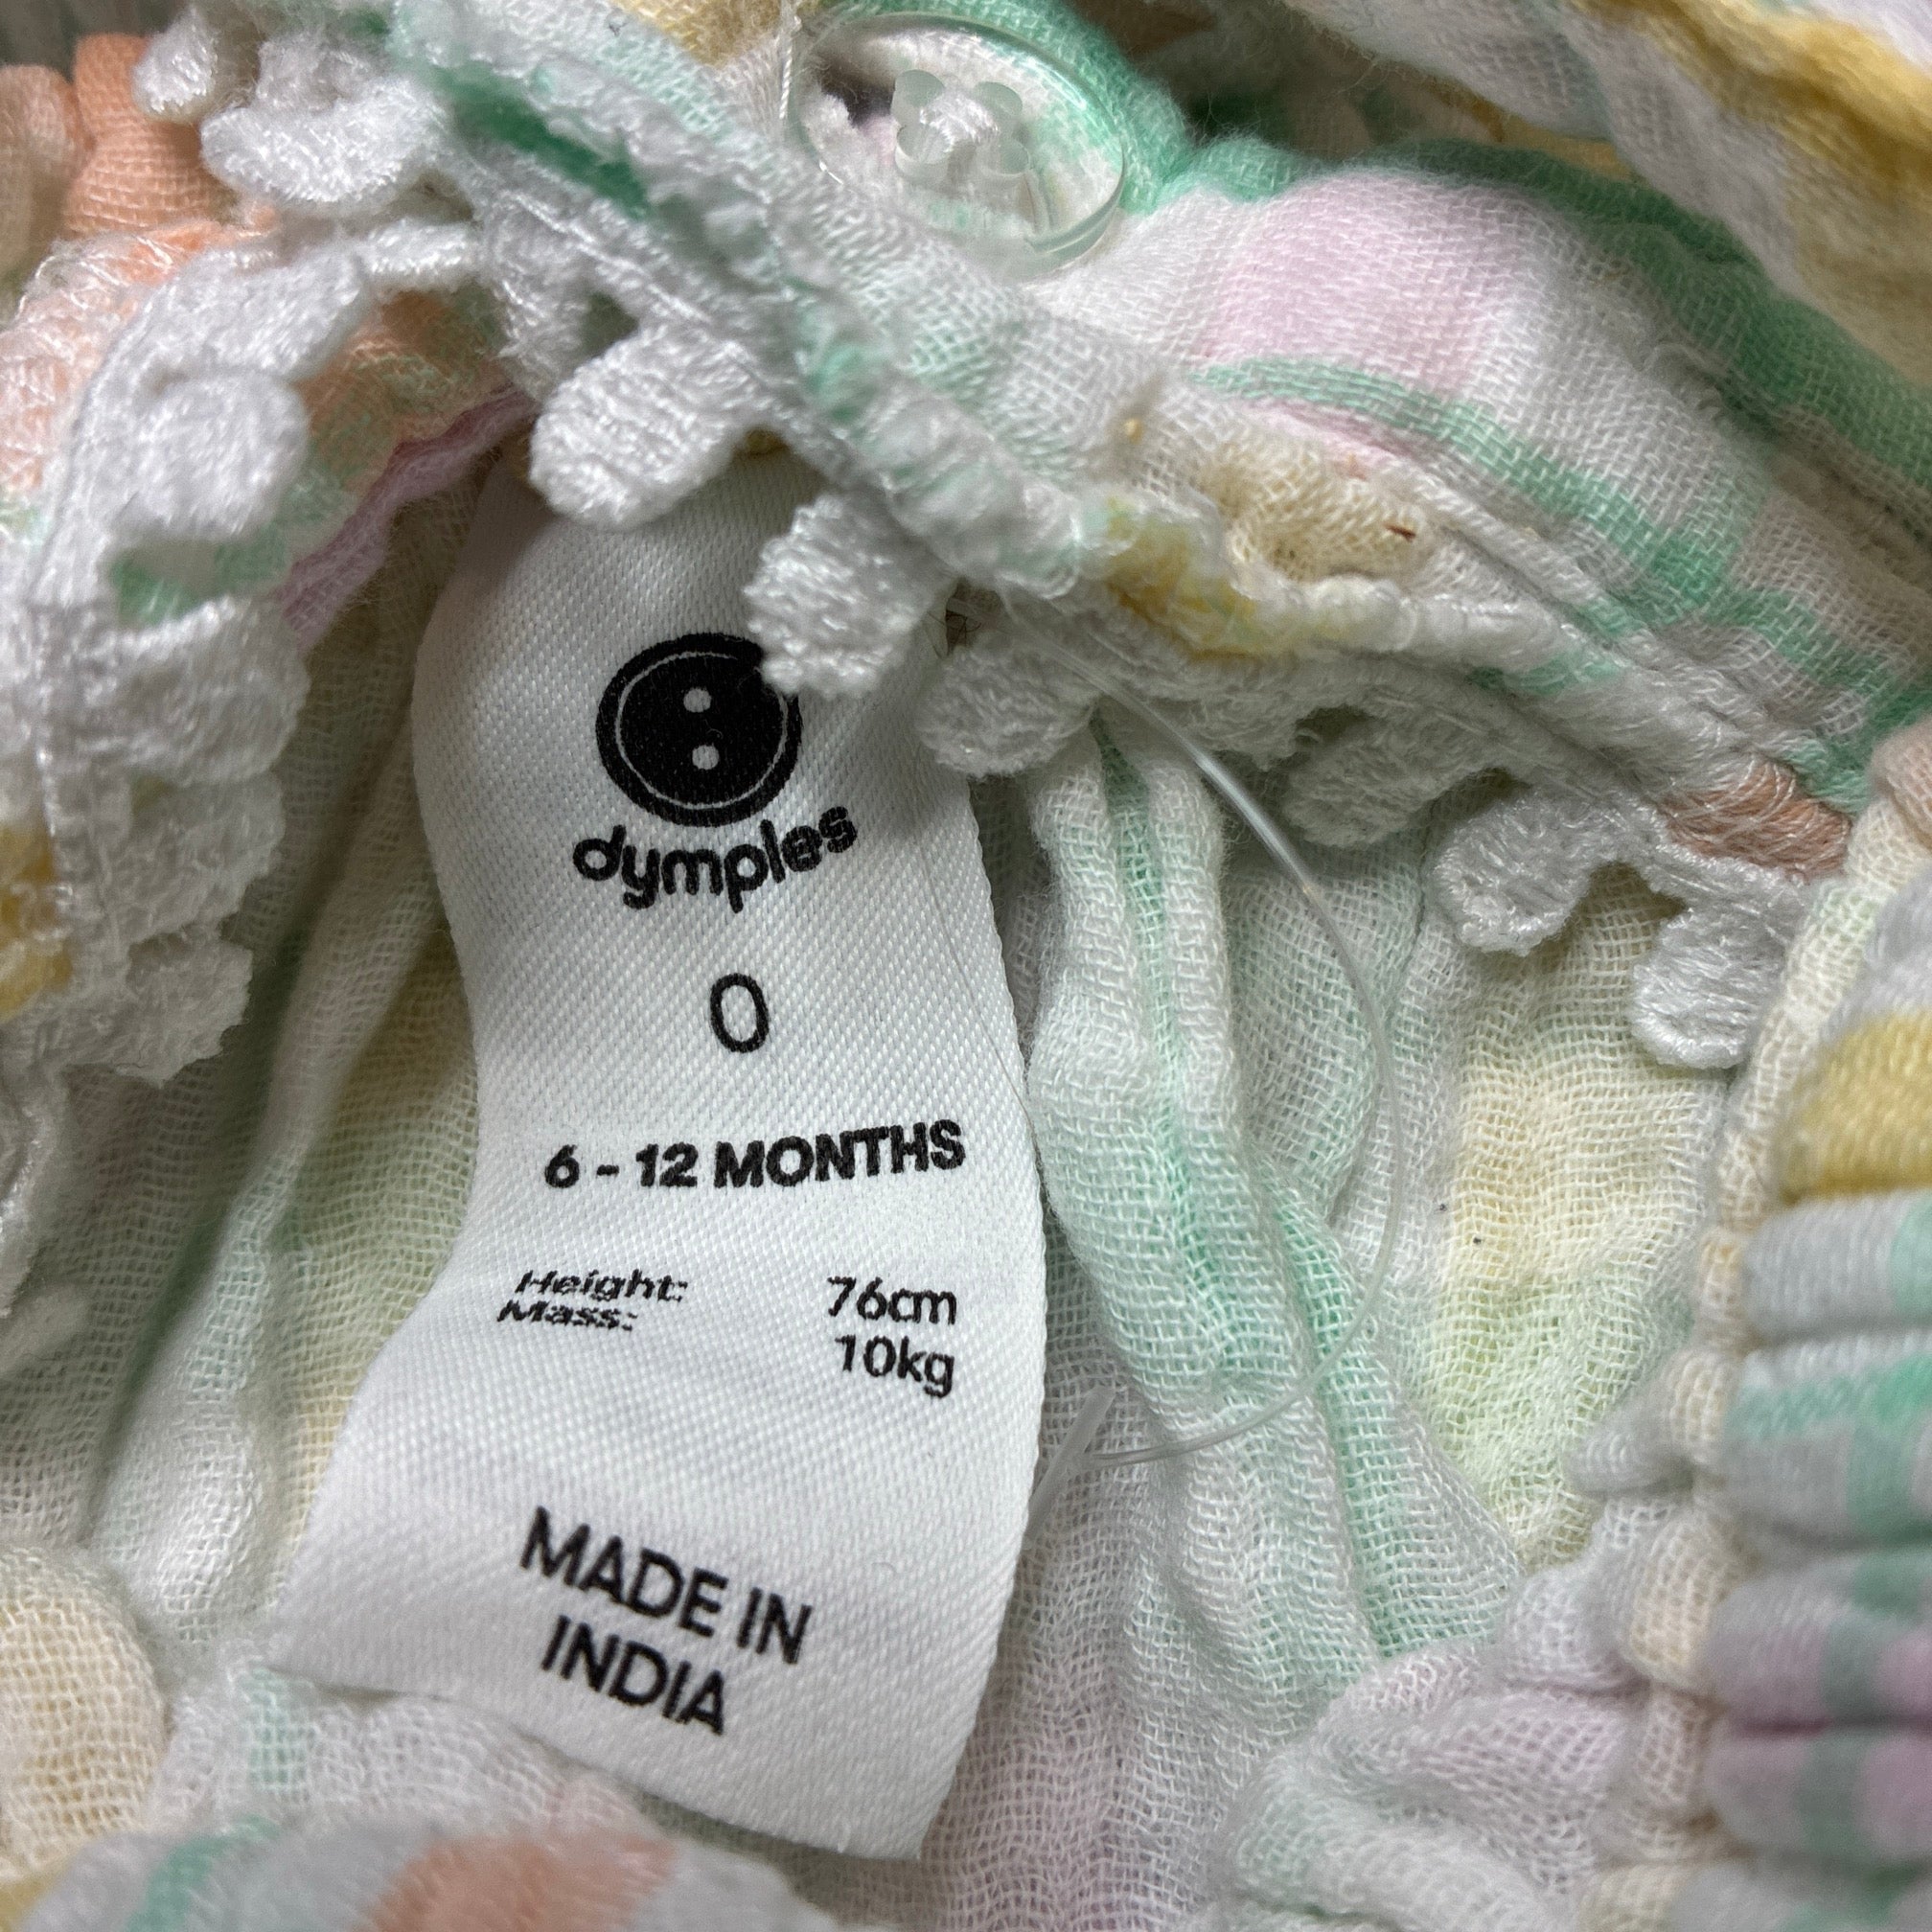 dymples
0
6 - 12 MONTHS
Height: 76cm
Mass: 10kg
MADE IN
INDIA